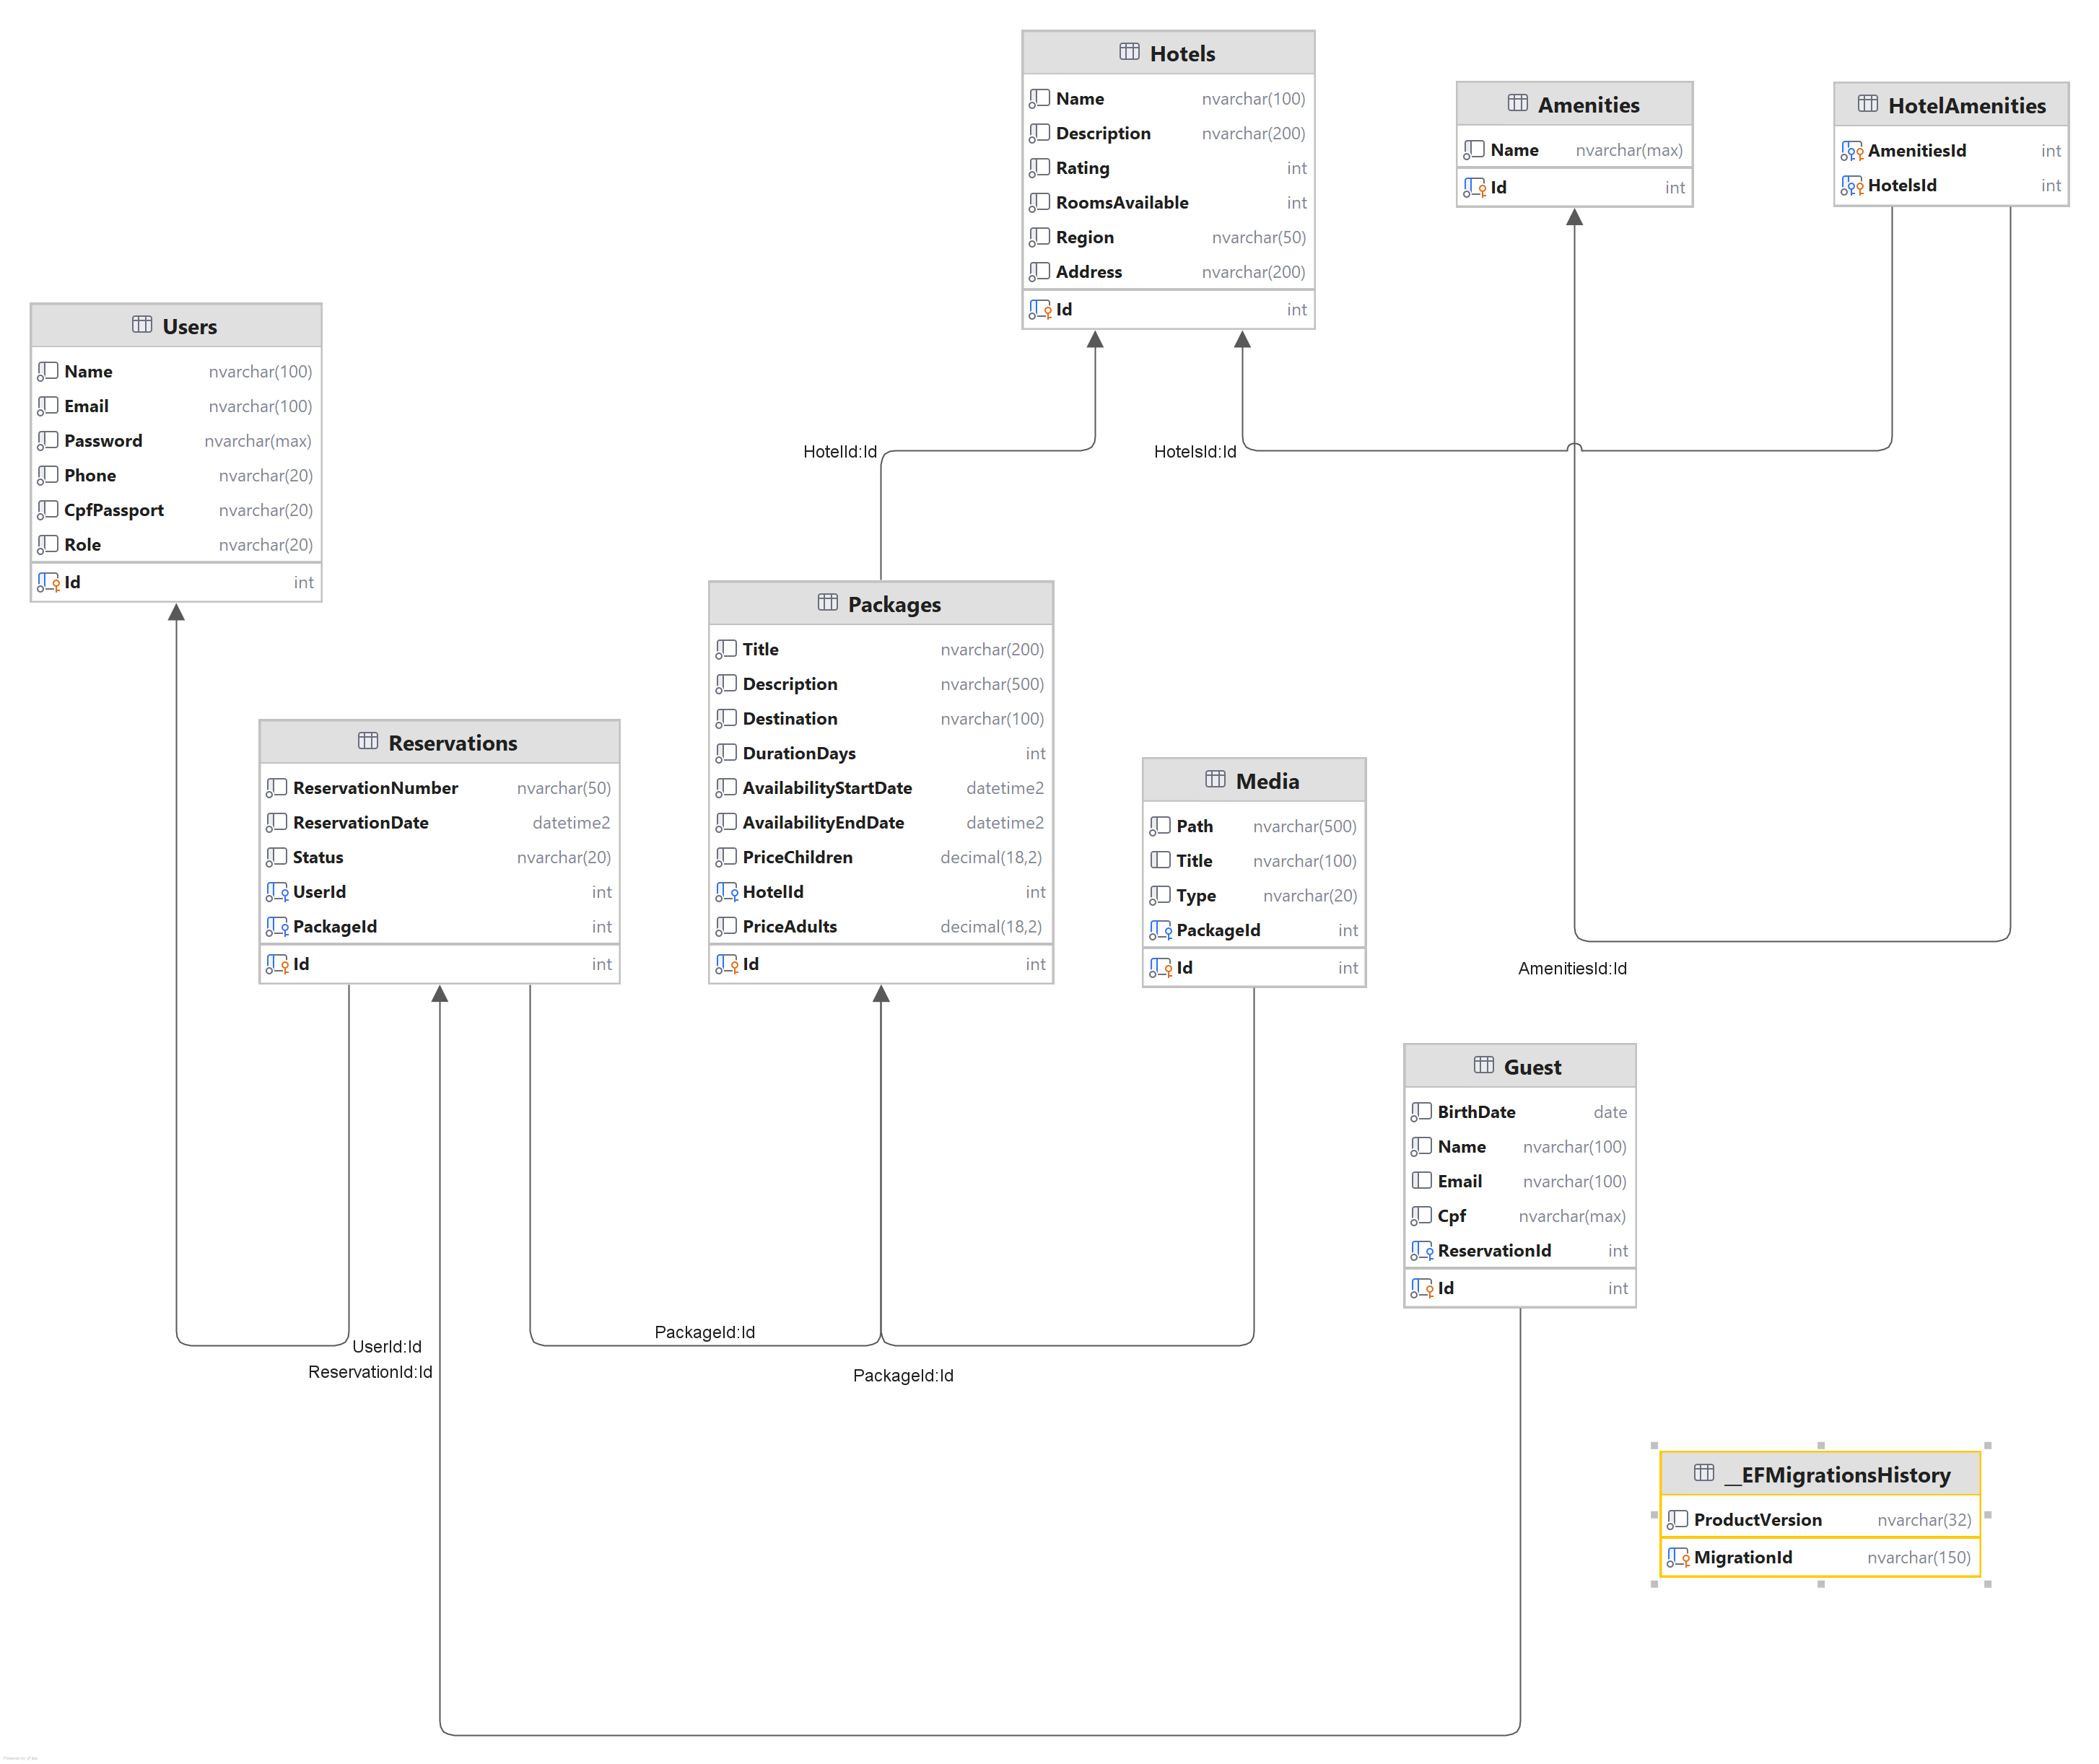 Hotels
Name nvarchar(100)
Description nvarchar(200)
Rating int
RoomsAvailable int
Region nvarchar(50)
Address nvarchar(200)
Id int
Amenities
Name nvarchar(max)
Id int
HotelAmenities
AmenitiesId int
HotelsId int
Users
Name nvarchar(100)
Email nvarchar(100)
Password nvarchar(max)
Phone nvarchar(20)
CpfPassport nvarchar(20)
Role nvarchar(20)
Id int
HotelId:Id
HotelsId:Id
Packages
Title nvarchar(200)
Description nvarchar(500)
Destination nvarchar(100)
DurationDays int
AvailabilityStartDate datetime2
AvailabilityEndDate datetime2
PriceChildren decimal(18,2)
HotelId int
PriceAdults decimal(18,2)
Id int
Reservations
ReservationNumber nvarchar(50)
ReservationDate datetime2
Status nvarchar(20)
UserId int
PackageId int
Id int
Media
Path nvarchar(500)
Title nvarchar(100)
Type nvarchar(20)
PackageId int
Id int
AmenitiesId:Id
Guest
BirthDate date
Name nvarchar(100)
Email nvarchar(100)
Cpf nvarchar(max)
ReservationId int
Id int
PackageId:Id
UserId:Id
ReservationId:Id
PackageId:Id
__EFMigrationsHistory
ProductVersion nvarchar(32)
MigrationId nvarchar(150)